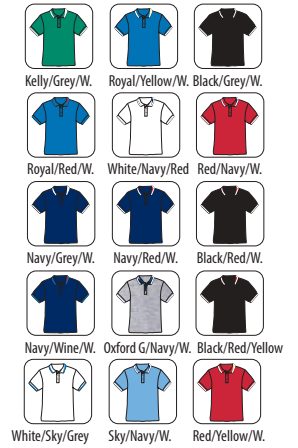 Kelly/Grey/W. Royal/Yellow/W. Black/Grey/W.
Royal/Red/W. White/Navy/Red Red/Navy/W.
Navy/Grey/W. Navy/Red/W. Black/Red/W.
Navy/Wine/W. Oxford G/Navy/W. Black/Red/Yellow
White/Sky/Grey Sky/Navy/W. Red/Yellow/W.